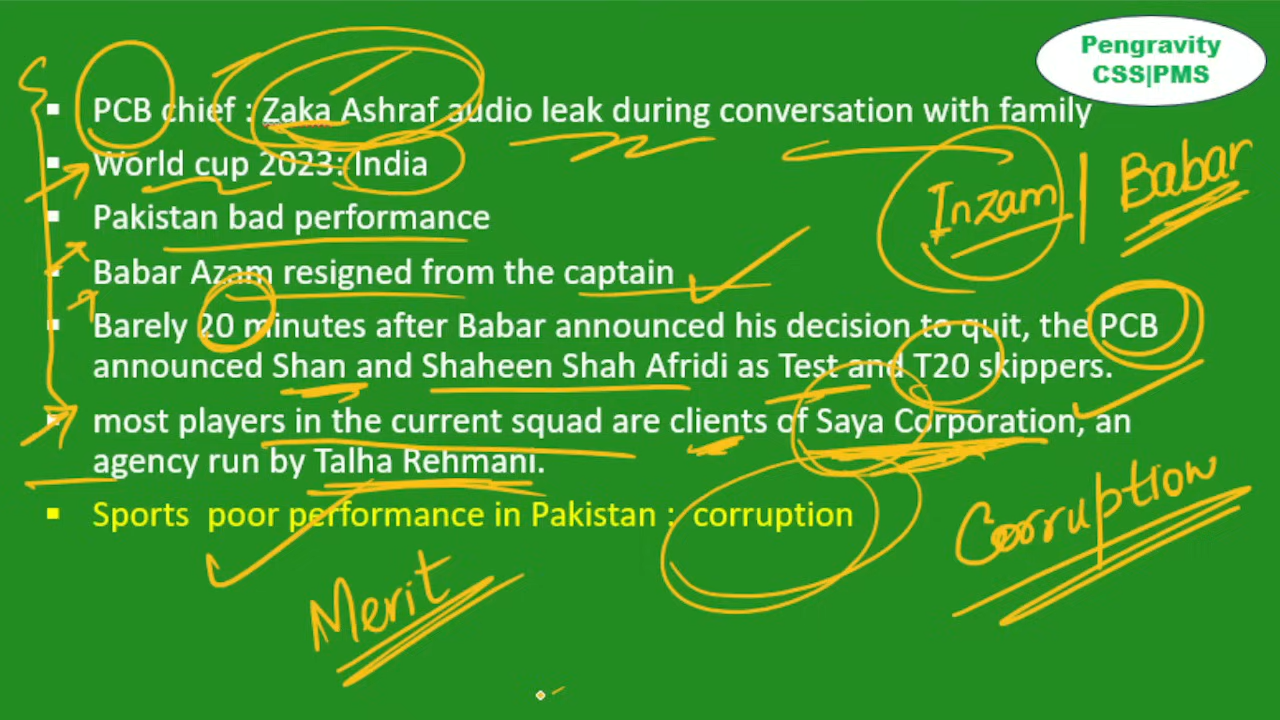 Pengravity
CSS|PMS
▪ PCB chief : Zaka Ashraf audio leak during conversation with family
▪ World cup 2023: India
Inzam | Babar
▪ Pakistan bad performance
▪ Babar Azam resigned from the captain
▪ Barely 20 minutes after Babar announced his decision to quit, the PCB
announced Shan and Shaheen Shah Afridi as Test and T20 skippers.
▪ most players in the current squad are clients of Saya Corporation, an
agency run by Talha Rehmani.
▪ Sports poor performance in Pakistan : corruption
Corruption
Merit